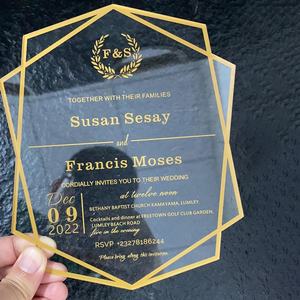 F&S
TOGETHER WITH THEIR FAMILIES
Susan Sesay
and
Francis Moses
CORDIALLY INVITES YOU TO THEIR WEDDING
Dec
09
2022
at twelve noon
BETHANY BAPTIST CHURCH KAMAYAMA, LUMLEY
Cocktails and dinner at FREETOWN GOLF CLUB GARDEN,
LUMLEY BEACH ROAD
five in the evening
RSVP +23278186244
Please bring along this invitation